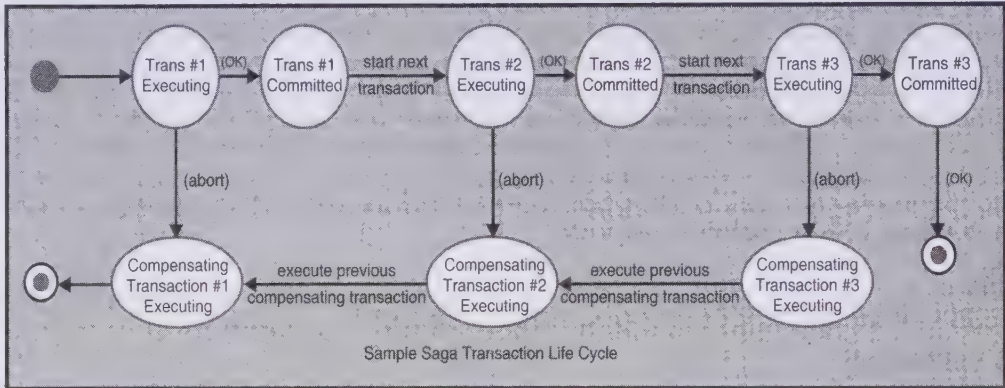 Trans #1
Executing
(OK)
Trans #1
Committed
start next
transaction
Trans #2
Executing
(OK)
Trans #2
Committed
start next
transaction
Trans #3
Executing
(OK)
Trans #3
Committed
(abort)
(abort)
(abort)
(OK)
Compensating
Transaction #1
Executing
execute previous
compensating transaction
Compensating
Transaction #2
Executing
execute previous
compensating transaction
Compensating
Transaction #3
Executing
Sample Saga Transaction Life Cycle